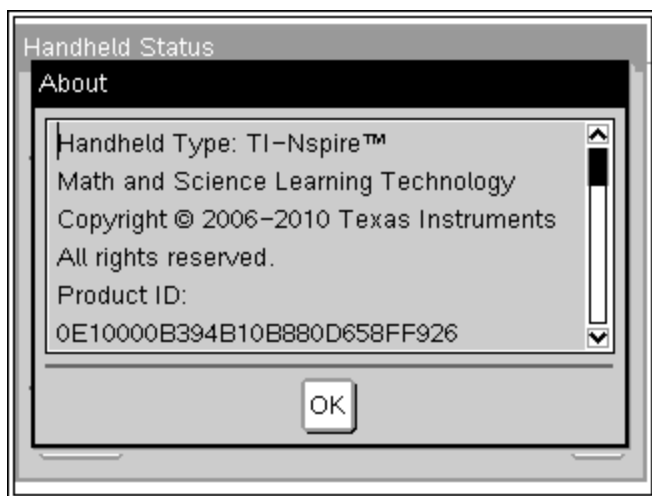 Handheld Status
About
Handheld Type: TI-Nspire™
Math and Science Learning Technology
Copyright © 2006-2010 Texas Instruments
All rights reserved.
Product ID:
0E10000B394B10B880D658FF926
OK